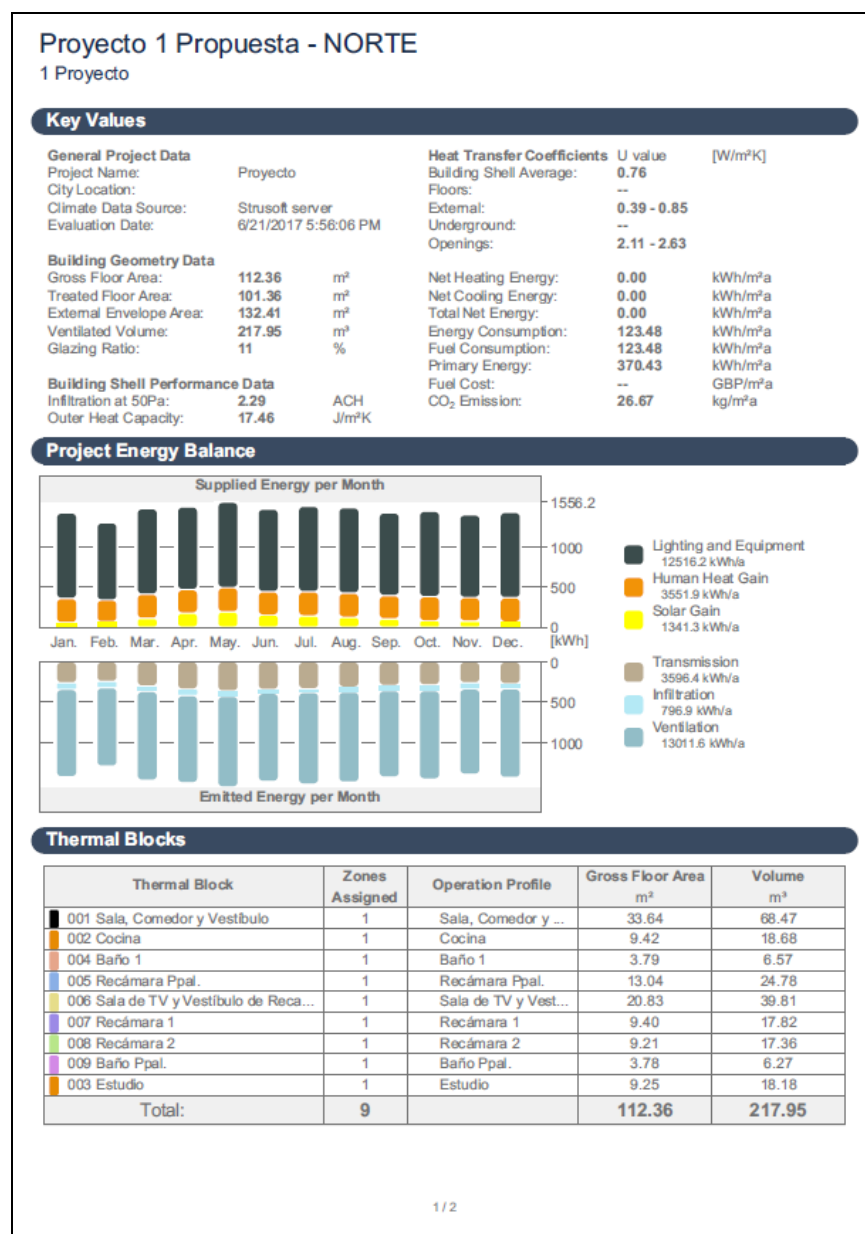 Proyecto 1 Propuesta - NORTE
1 Proyecto
Key Values
General Project Data
Project Name: Proyecto
City Location:
Climate Data Source: Strusoft server
Evaluation Date: 6/21/2017 5:56:06 PM
Building Geometry Data
Gross Floor Area: 112.36 m²
Treated Floor Area: 101.36 m²
External Envelope Area: 132.41 m²
Ventilated Volume: 217.95 m³
Glazing Ratio: 11 %
Building Shell Performance Data
Infiltration at 50Pa: 2.29 ACH
Outer Heat Capacity: 17.46 J/m²K
Heat Transfer Coefficients U value [W/m²K]
Building Shell Average: 0.76
Floors: --
External: 0.39 - 0.85
Underground: --
Openings: 2.11 - 2.63
Net Heating Energy: 0.00 kWh/m²a
Net Cooling Energy: 0.00 kWh/m²a
Total Net Energy: 0.00 kWh/m²a
Energy Consumption: 123.48 kWh/m²a
Fuel Consumption: 123.48 kWh/m²a
Primary Energy: 370.43 kWh/m²a
Fuel Cost: -- GBP/m²a
CO₂ Emission: 26.67 kg/m²a
Project Energy Balance
Supplied Energy per Month
1556.2
1000
500
0
Jan. Feb. Mar. Apr. May. Jun. Jul. Aug. Sep. Oct. Nov. Dec. [kWh]
0
500
1000
Emitted Energy per Month
Lighting and Equipment
12516.2 kWh/a
Human Heat Gain
3551.9 kWh/a
Solar Gain
1341.3 kWh/a
Transmission
3596.4 kWh/a
Infiltration
796.9 kWh/a
Ventilation
13011.6 kWh/a
Thermal Blocks
Thermal Block Zones Assigned Operation Profile Gross Floor Area m² Volume m³
001 Sala, Comedor y Vestíbulo 1 Sala, Comedor y ... 33.64 68.47
002 Cocina 1 Cocina 9.42 18.68
004 Baño 1 1 Baño 1 3.79 6.57
005 Recámara Ppal. 1 Recámara Ppal. 13.04 24.78
006 Sala de TV y Vestíbulo de Reca... 1 Sala de TV y Vest... 20.83 39.81
007 Recámara 1 1 Recámara 1 9.40 17.82
008 Recámara 2 1 Recámara 2 9.21 17.36
009 Baño Ppal. 1 Baño Ppal. 3.78 6.27
003 Estudio 1 Estudio 9.25 18.18
Total: 9 112.36 217.95
1 / 2